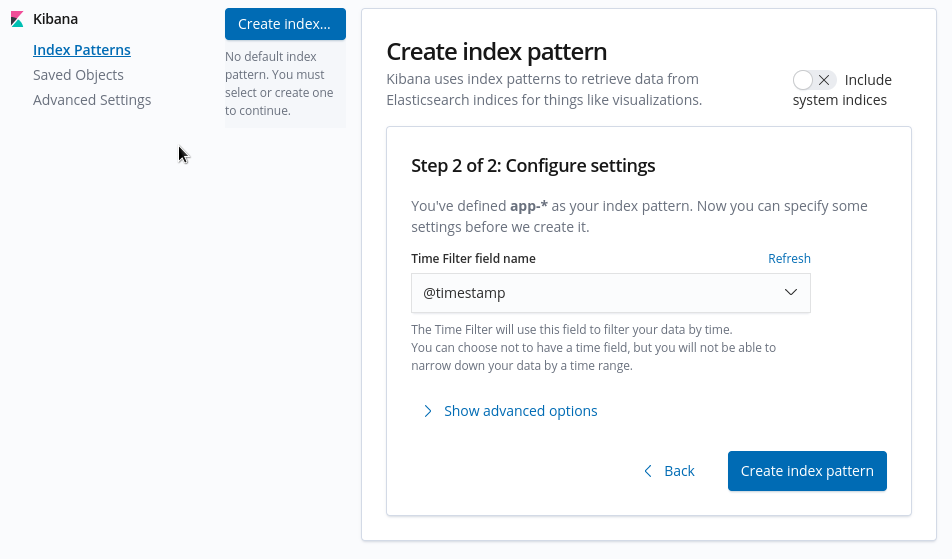 Kibana
Index Patterns
Saved Objects
Advanced Settings
Create index...
No default index
pattern. You must
select or create one
to continue.
Create index pattern
Kibana uses index patterns to retrieve data from
Elasticsearch indices for things like visualizations.
Include
system indices
Step 2 of 2: Configure settings
You've defined app-* as your index pattern. Now you can specify some
settings before we create it.
Time Filter field name
Refresh
@timestamp
The Time Filter will use this field to filter your data by time.
You can choose not to have a time field, but you will not be able to
narrow down your data by a time range.
Show advanced options
Back
Create index pattern